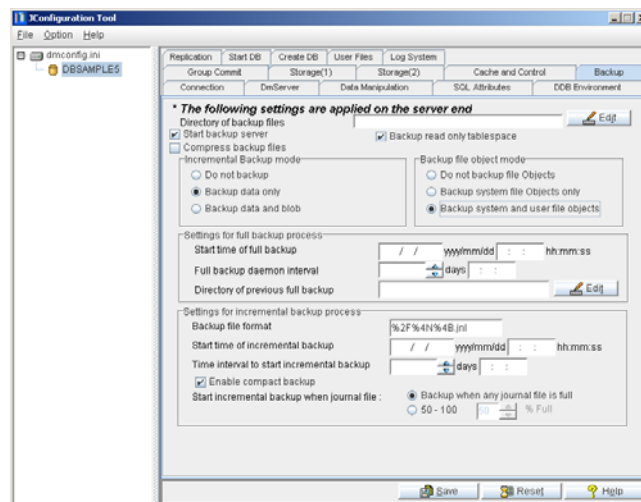 JConfiguration Tool
File Option Help
dmconfig.ini
DBSAMPLE5
Replication Start DB Create DB User Files Log System
Group Commit Storage(1) Storage(2) Cache and Control Backup
Connection DmServer Data Manipulation SQL Attributes DDB Environment
* The following settings are applied on the server end
Directory of backup files Edit
Start backup server Backup read only tablespace
Compress backup files
Incremental Backup mode Backup file object mode
Do not backup Do not backup file Objects
Backup data only Backup system file Objects only
Backup data and blob Backup system and user file objects
Settings for full backup process
Start time of full backup / / yyyy/mm/dd : : hh:mm:ss
Full backup daemon interval days : :
Directory of previous full backup Edit
Settings for incremental backup process
Backup file format %2F%4N%4B.jnl
Start time of incremental backup / / yyyy/mm/dd : : hh:mm:ss
Time interval to start incremental backup days : :
Enable compact backup
Start incremental backup when journal file : Backup when any journal file is full
50 - 100 50 % Full
Save Reset Help